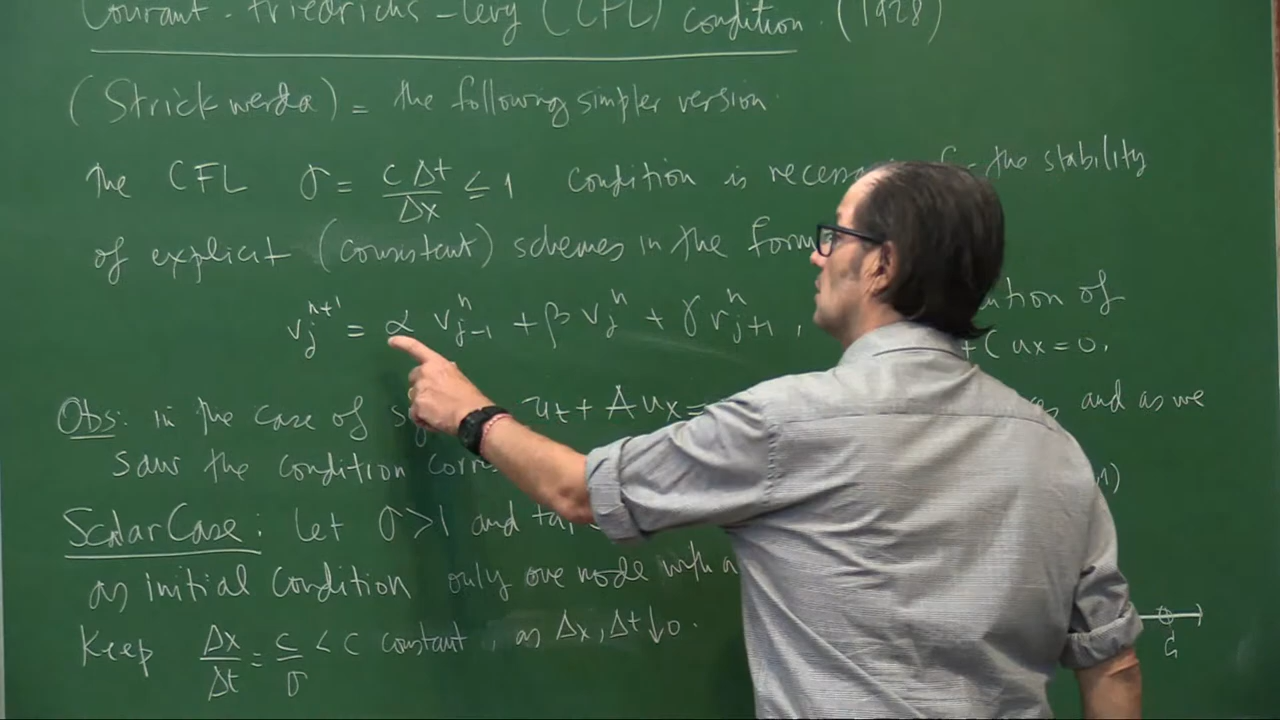 Courant-Friedrichs-Levy (CFL) condition. (1928)
(Strickwerda) = the following simpler version.
The CFL σ = cΔt/Δx ≤ 1 condition is the stability
of explicit (consistent) schemes in the form of
v_j^{n+1} = α v_{j-1}^n + β v_j^n + γ v_{j+1}^n , + C ux = 0.
Obs: in the case of ut + A ux = and as we
saw the condition
Scalar Case: Let σ > 1 and
as initial condition only one node with a
Keep Δx/Δt = c/σ < c constant, as Δx, Δt ↓ 0.